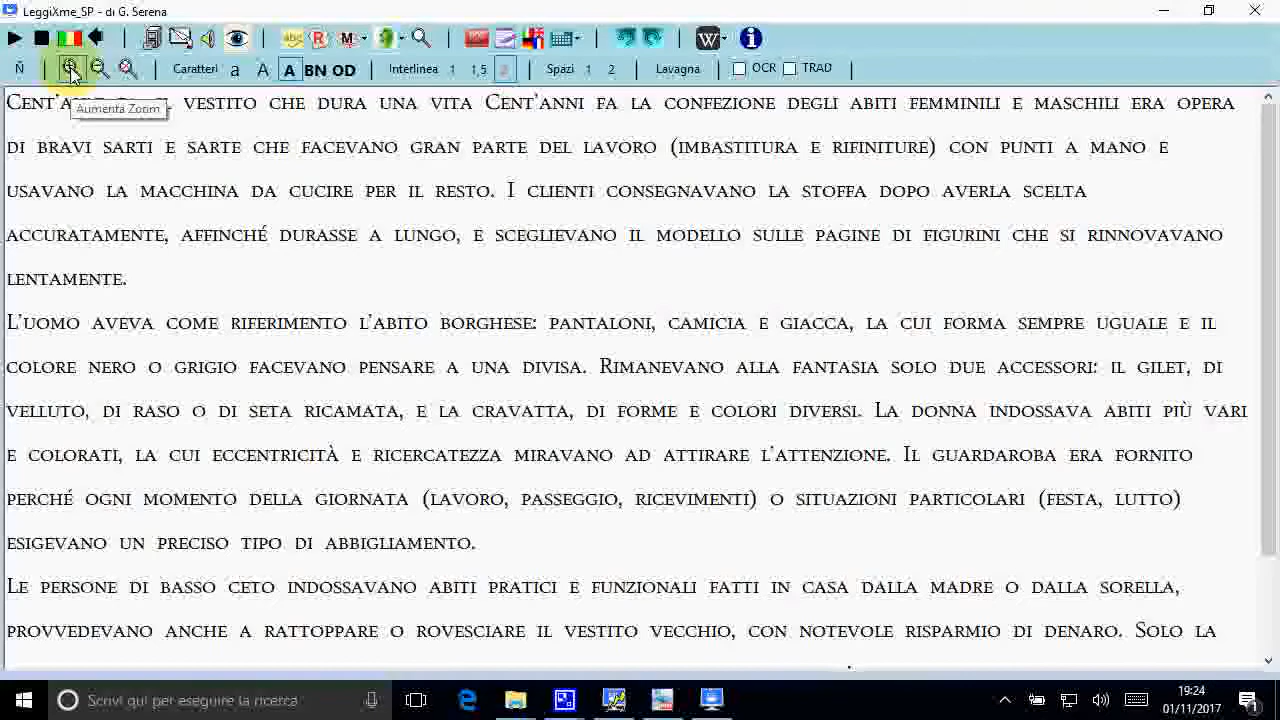 LeggiXme_SP - di G. Serena
abc R M W
Ñ Caratteri a A A BN OD Interlinea 1 1,5 2 Spazi 1 2 Lavagna OCR TRAD
Aumenta Zoom
VESTITO CHE DURA UNA VITA CENT'ANNI FA LA CONFEZIONE DEGLI ABITI FEMMINILI E MASCHILI ERA OPERA
DI BRAVI SARTI E SARTE CHE FACEVANO GRAN PARTE DEL LAVORO (IMBASTITURA E RIFINITURE) CON PUNTI A MANO E
USAVANO LA MACCHINA DA CUCIRE PER IL RESTO. I CLIENTI CONSEGNAVANO LA STOFFA DOPO AVERLA SCELTA
ACCURATAMENTE, AFFINCHÉ DURASSE A LUNGO, E SCEGLIEVANO IL MODELLO SULLE PAGINE DI FIGURINI CHE SI RINNOVAVANO
LENTAMENTE.
L'UOMO AVEVA COME RIFERIMENTO L'ABITO BORGHESE: PANTALONI, CAMICIA E GIACCA, LA CUI FORMA SEMPRE UGUALE E IL
COLORE NERO O GRIGIO FACEVANO PENSARE A UNA DIVISA. RIMANEVANO ALLA FANTASIA SOLO DUE ACCESSORI: IL GILET, DI
VELLUTO, DI RASO O DI SETA RICAMATA, E LA CRAVATTA, DI FORME E COLORI DIVERSI. LA DONNA INDOSSAVA ABITI PIÙ VARI
E COLORATI, LA CUI ECCENTRICITÀ E RICERCATEZZA MIRAVANO AD ATTIRARE L'ATTENZIONE. IL GUARDAROBA ERA FORNITO
PERCHÉ OGNI MOMENTO DELLA GIORNATA (LAVORO, PASSEGGIO, RICEVIMENTI) O SITUAZIONI PARTICOLARI (FESTA, LUTTO)
ESIGEVANO UN PRECISO TIPO DI ABBIGLIAMENTO.
LE PERSONE DI BASSO CETO INDOSSAVANO ABITI PRATICI E FUNZIONALI FATTI IN CASA DALLA MADRE O DALLA SORELLA,
PROVVEDEVANO ANCHE A RATTOPPARE O ROVESCIARE IL VESTITO VECCHIO, CON NOTEVOLE RISPARMIO DI DENARO. SOLO LA
Scrivi qui per eseguire la ricerca
19:24
01/11/2017
1